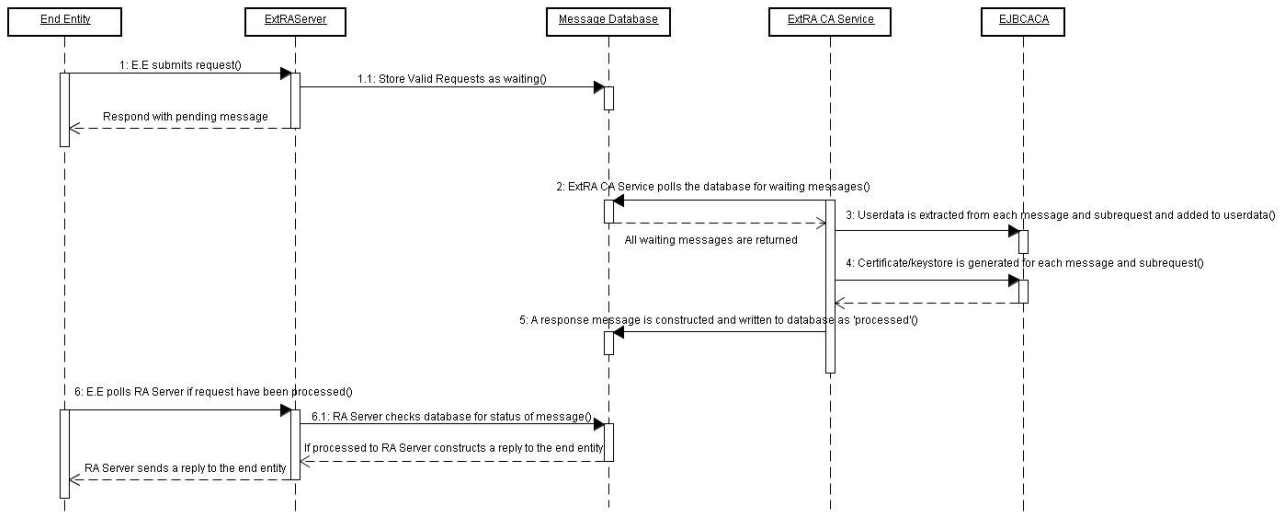 End Entity
ExtRAServer
Message Database
ExtRA CA Service
EJBCACA
1: E.E submits request()
1.1: Store Valid Requests as waiting()
Respond with pending message
2: ExtRA CA Service polls the database for waiting messages()
3: Userdata is extracted from each message and subrequest and added to userdata()
All waiting messages are returned
4: Certificate/keystore is generated for each message and subrequest()
5: A response message is constructed and written to database as 'processed'()
6: E.E polls RA Server if request have been processed()
6.1: RA Server checks database for status of message()
If processed to RA Server constructs a reply to the end entity
RA Server sends a reply to the end entity